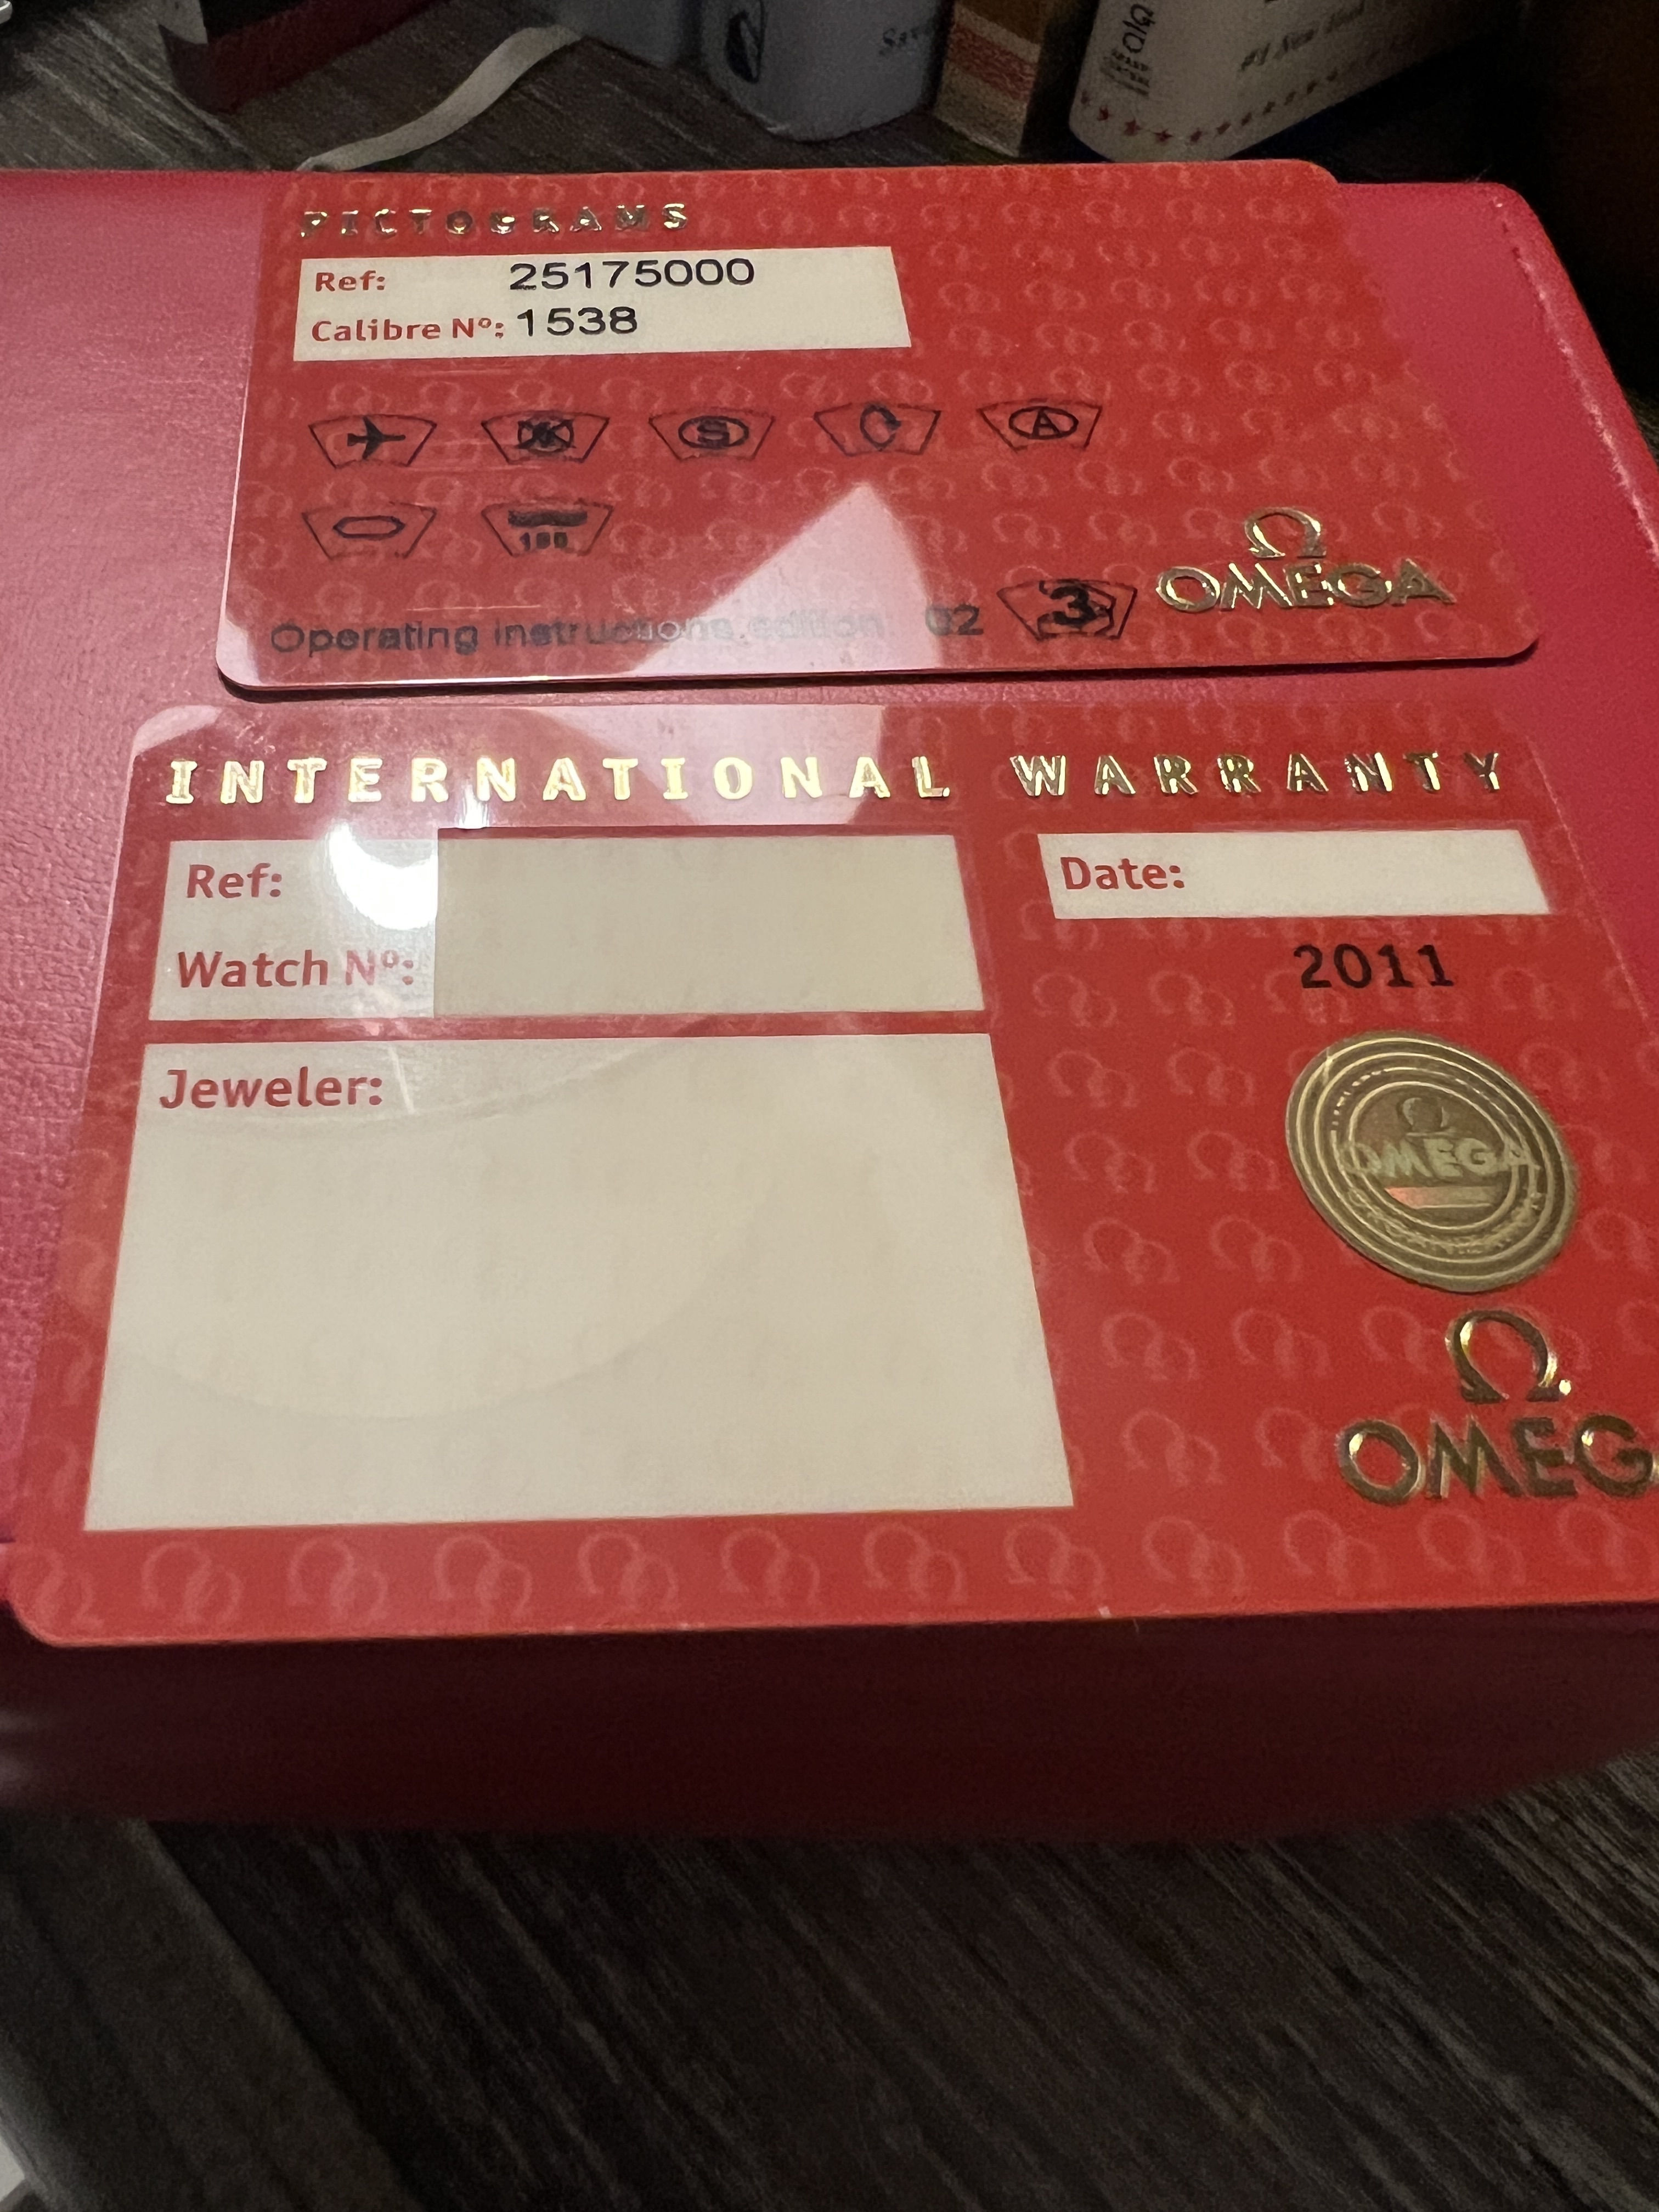 PICTOGRAMS
Ref: 25175000
Calibre Nº: 1538
S C A
100
Operating instructions edition 02 3
Ω
OMEGA
INTERNATIONAL WARRANTY
Ref:
Watch Nº:
Date:
2011
Jeweler:
OMEGA
Ω
OMEG